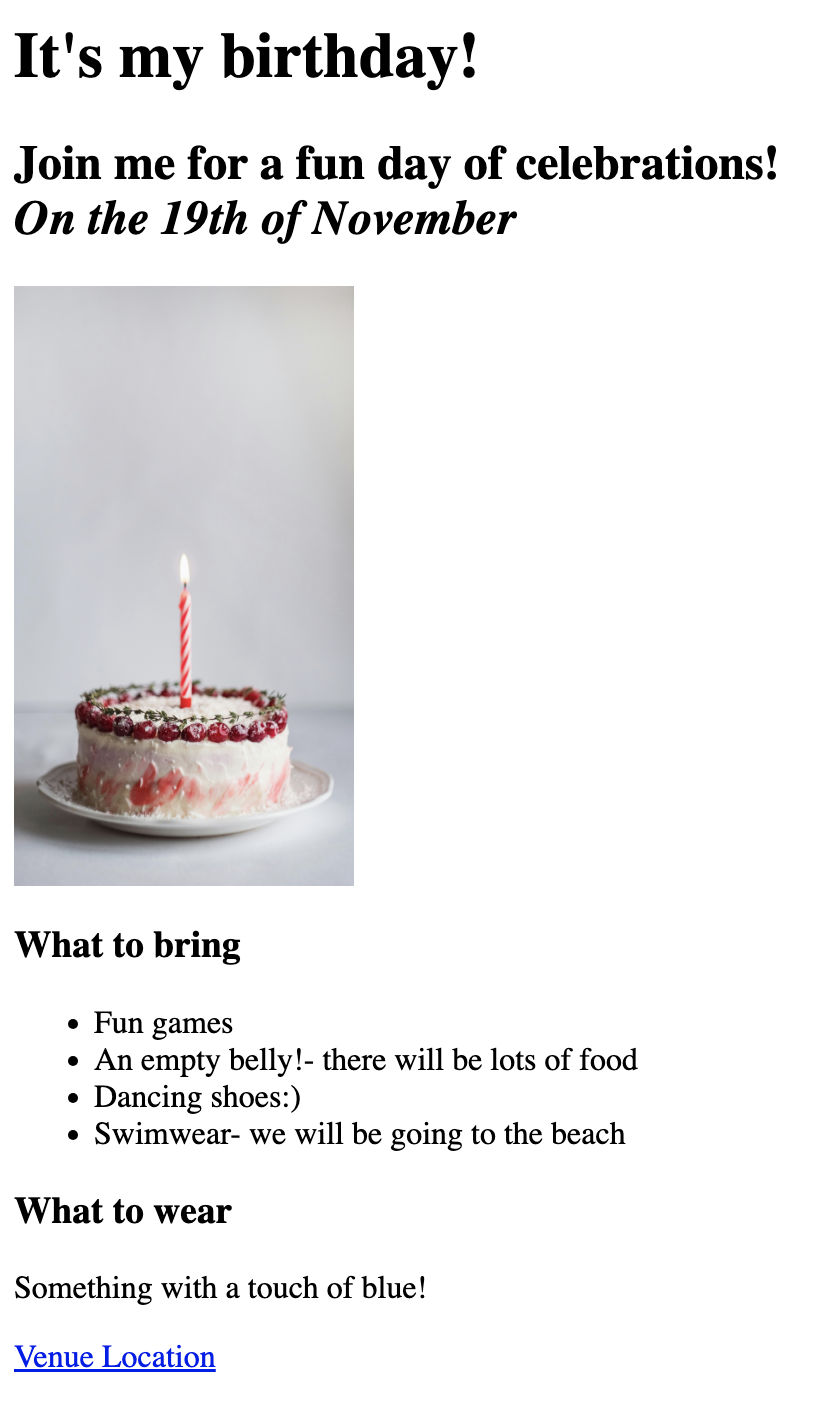 It's my birthday!
Join me for a fun day of celebrations!
On the 19th of November
What to bring
Fun games
An empty belly!- there will be lots of food
Dancing shoes:)
Swimwear- we will be going to the beach
What to wear
Something with a touch of blue!
Venue Location